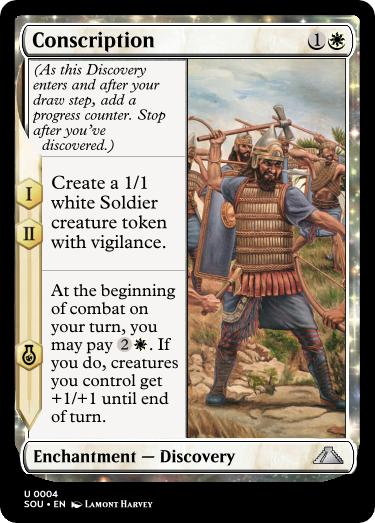 Conscription 1
(As this Discovery
enters and after your
draw step, add a
progress counter. Stop
after you've
discovered.)
I
II
Create a 1/1
white Soldier
creature token
with vigilance.
At the beginning
of combat on
your turn, you
may pay 2. If
you do, creatures
you control get
+1/+1 until end
of turn.
Enchantment — Discovery
U 0004
SOU • EN LAMONT HARVEY